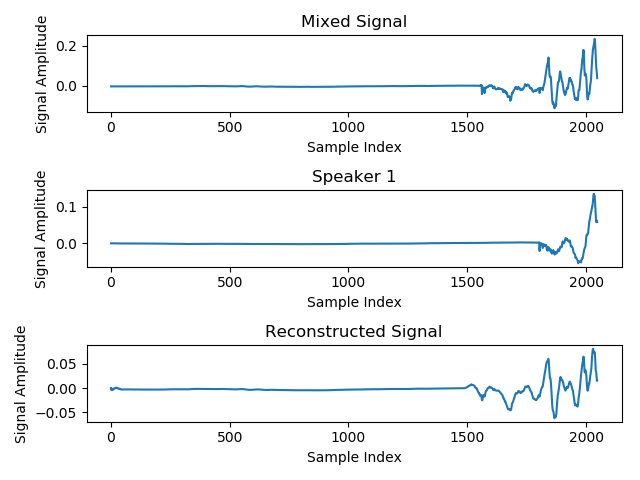 Mixed Signal
Signal Amplitude
0.2
0.0
0
500
1000
1500
2000
Sample Index
Speaker 1
Signal Amplitude
0.1
0.0
0
500
1000
1500
2000
Sample Index
Reconstructed Signal
Signal Amplitude
0.05
0.00
−0.05
0
500
1000
1500
2000
Sample Index